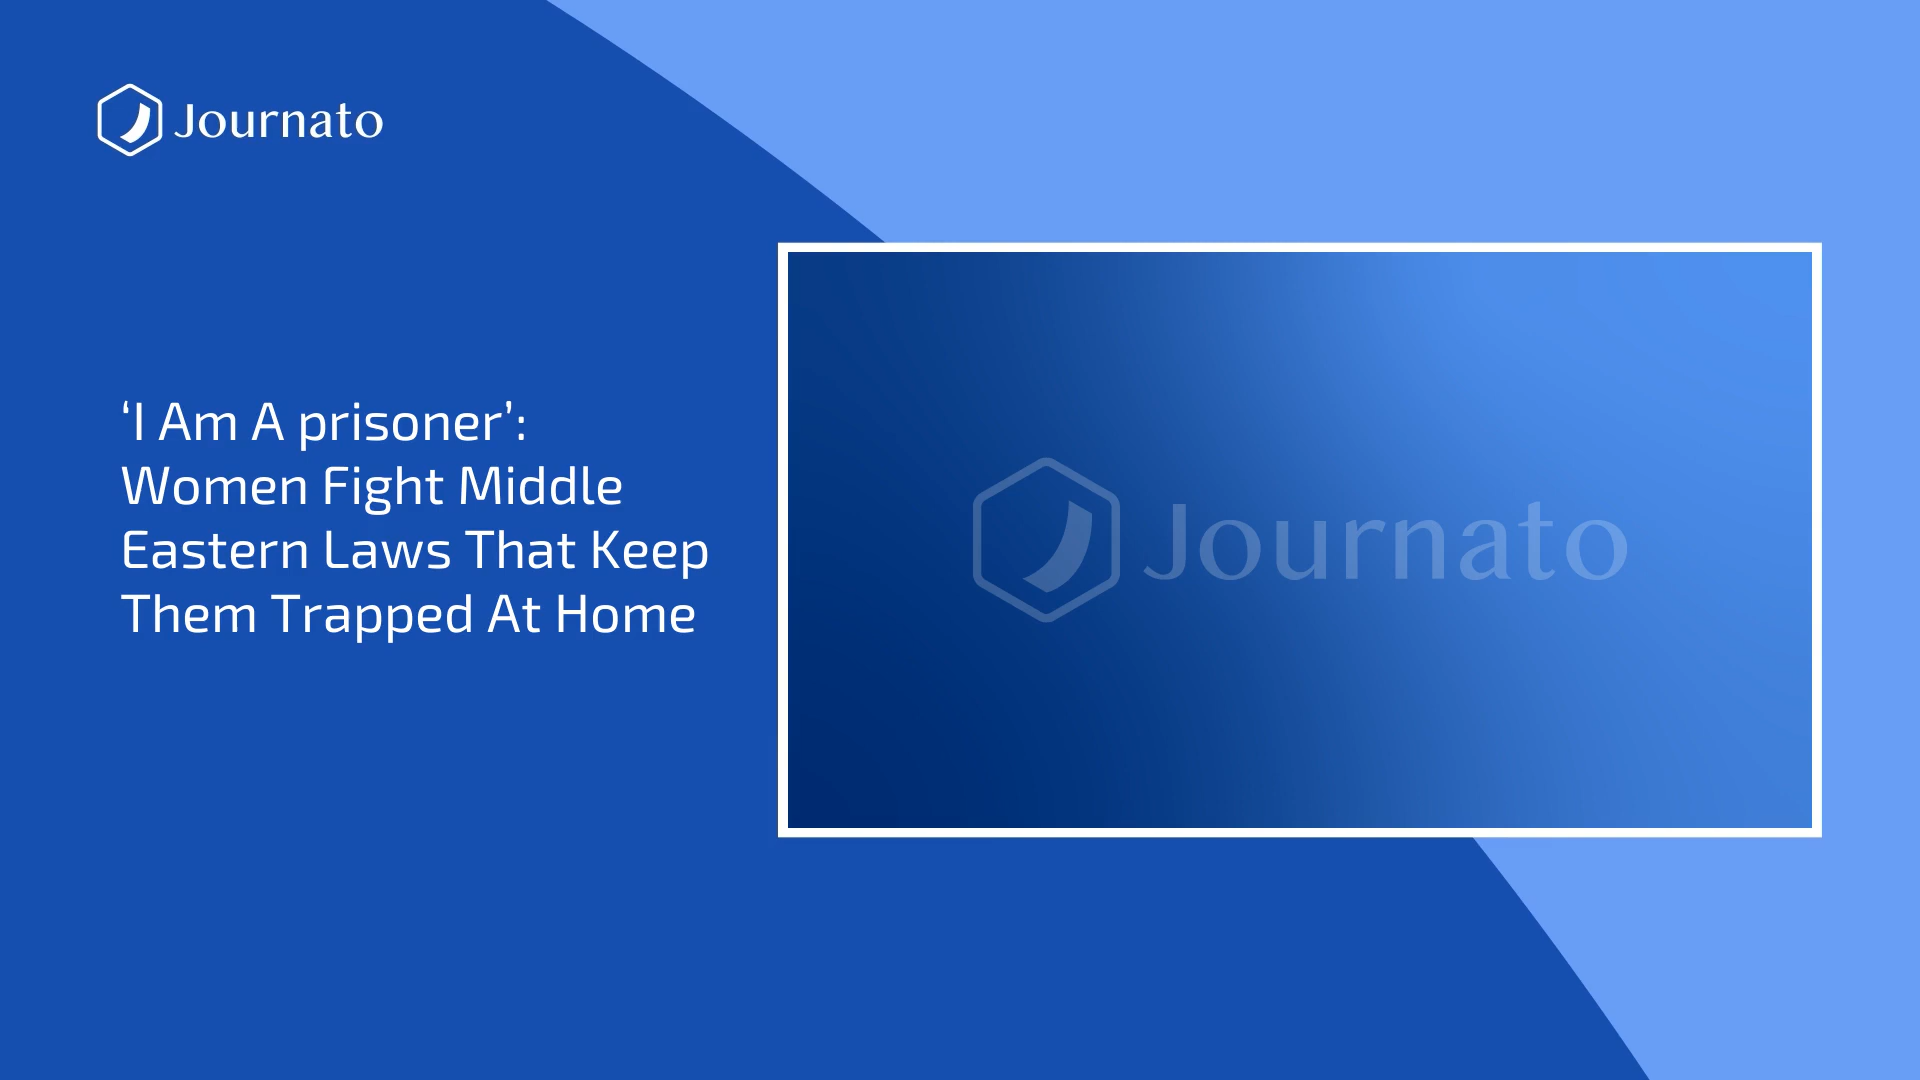 Journato
‘I Am A prisoner’:
Women Fight Middle
Eastern Laws That Keep
Them Trapped At Home
Journato